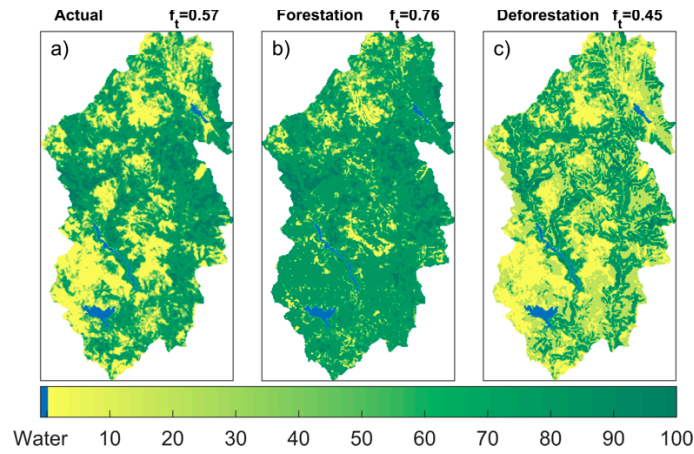 Actual f_t=0.57 Forestation f_t=0.76 Deforestation f_t=0.45
a) b) c)
Water 10 20 30 40 50 60 70 80 90 100